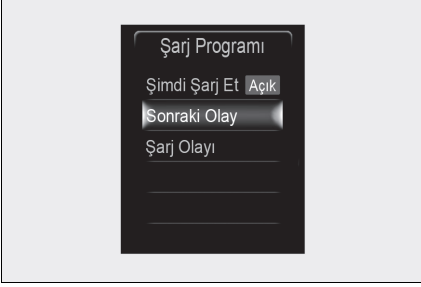 Şarj Programı
Şimdi Şarj Et Açık
Sonraki Olay
Şarj Olayı